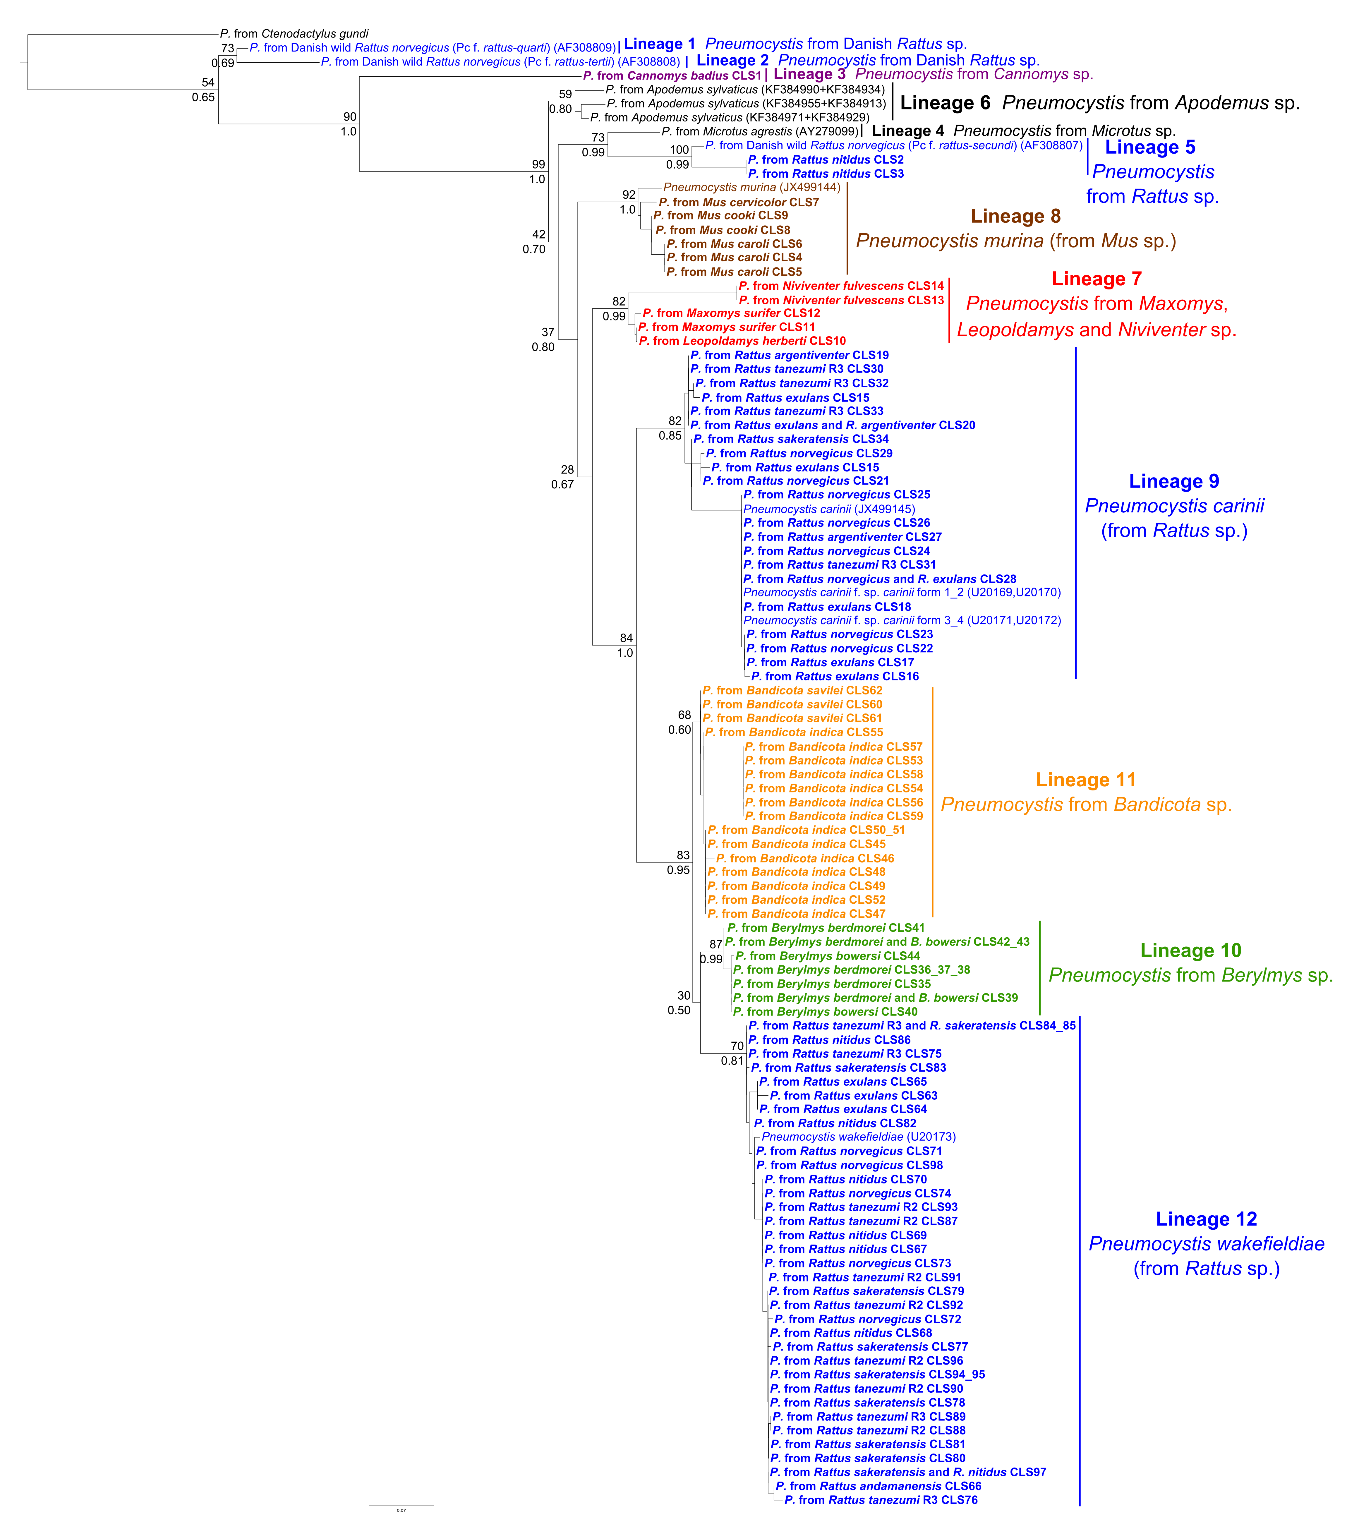 P. from Ctenodactylus gundi
73
P. from Danish wild Rattus norvegicus (Pc f. rattus-quarti) (AF308809) Lineage 1 Pneumocystis from Danish Rattus sp.
0.69
P. from Danish wild Rattus norvegicus (Pc f. rattus-tertii) (AF308808) Lineage 2 Pneumocystis from Danish Rattus sp.
P. from Cannomys badius CLS1 Lineage 3 Pneumocystis from Cannomys sp.
54
0.65
59
P. from Apodemus sylvaticus (KF384990+KF384934)
P. from Apodemus sylvaticus (KF384955+KF384913)
0.80
P. from Apodemus sylvaticus (KF384971+KF384929)
Lineage 6 Pneumocystis from Apodemus sp.
90
1.0
P. from Microtus agrestis (AY279099) Lineage 4 Pneumocystis from Microtus sp.
73
0.99
P. from Danish wild Rattus norvegicus (Pc f. rattus-secundi) (AF308807)
100
0.99
P. from Rattus nitidus CLS2
P. from Rattus nitidus CLS3
Lineage 5
Pneumocystis
from Rattus sp.
99
1.0
Pneumocystis murina (JX499144)
92
1.0
P. from Mus cervicolor CLS7
P. from Mus cooki CLS9
P. from Mus cooki CLS8
P. from Mus caroli CLS6
P. from Mus caroli CLS4
P. from Mus caroli CLS5
Lineage 8
Pneumocystis murina (from Mus sp.)
42
0.70
P. from Niviventer fulvescens CLS14
P. from Niviventer fulvescens CLS13
82
0.99
P. from Maxomys surifer CLS12
P. from Maxomys surifer CLS11
P. from Leopoldamys herberti CLS10
Lineage 7
Pneumocystis from Maxomys,
Leopoldamys and Niviventer sp.
37
0.80
P. from Rattus argentiventer CLS19
P. from Rattus tanezumi R3 CLS30
P. from Rattus tanezumi R3 CLS32
P. from Rattus exulans CLS15
P. from Rattus tanezumi R3 CLS33
82
0.85
P. from Rattus exulans and R. argentiventer CLS20
P. from Rattus sakeratensis CLS34
P. from Rattus norvegicus CLS29
P. from Rattus exulans CLS15
P. from Rattus norvegicus CLS21
28
0.67
P. from Rattus norvegicus CLS25
Pneumocystis carinii (JX499145)
P. from Rattus norvegicus CLS26
P. from Rattus argentiventer CLS27
P. from Rattus norvegicus CLS24
P. from Rattus tanezumi R3 CLS31
P. from Rattus norvegicus and R. exulans CLS28
Pneumocystis carinii f. sp. carinii form 1_2 (U20169,U20170)
P. from Rattus exulans CLS18
Pneumocystis carinii f. sp. carinii form 3_4 (U20171,U20172)
P. from Rattus norvegicus CLS23
P. from Rattus norvegicus CLS22
P. from Rattus exulans CLS17
P. from Rattus exulans CLS16
Lineage 9
Pneumocystis carinii
(from Rattus sp.)
84
1.0
P. from Bandicota savilei CLS62
P. from Bandicota savilei CLS60
P. from Bandicota savilei CLS61
68
0.60
P. from Bandicota indica CLS55
P. from Bandicota indica CLS57
P. from Bandicota indica CLS53
P. from Bandicota indica CLS58
P. from Bandicota indica CLS54
P. from Bandicota indica CLS56
P. from Bandicota indica CLS59
P. from Bandicota indica CLS50_51
P. from Bandicota indica CLS45
P. from Bandicota indica CLS46
P. from Bandicota indica CLS48
P. from Bandicota indica CLS49
P. from Bandicota indica CLS52
P. from Bandicota indica CLS47
Lineage 11
Pneumocystis from Bandicota sp.
83
0.95
P. from Berylmys berdmorei CLS41
87
0.99
P. from Berylmys berdmorei and B. bowersi CLS42_43
P. from Berylmys bowersi CLS44
P. from Berylmys berdmorei CLS36_37_38
P. from Berylmys berdmorei CLS35
P. from Berylmys berdmorei and B. bowersi CLS39
P. from Berylmys bowersi CLS40
Lineage 10
Pneumocystis from Berylmys sp.
30
0.50
P. from Rattus tanezumi R3 and R. sakeratensis CLS84_85
P. from Rattus nitidus CLS86
70
0.81
P. from Rattus tanezumi R3 CLS75
P. from Rattus sakeratensis CLS83
P. from Rattus exulans CLS65
P. from Rattus exulans CLS63
P. from Rattus exulans CLS64
P. from Rattus nitidus CLS82
Pneumocystis wakefieldiae (U20173)
P. from Rattus norvegicus CLS71
P. from Rattus norvegicus CLS98
P. from Rattus nitidus CLS70
P. from Rattus norvegicus CLS74
P. from Rattus tanezumi R2 CLS93
P. from Rattus tanezumi R2 CLS87
P. from Rattus nitidus CLS69
P. from Rattus nitidus CLS67
P. from Rattus norvegicus CLS73
P. from Rattus tanezumi R2 CLS91
P. from Rattus sakeratensis CLS79
P. from Rattus tanezumi R2 CLS92
P. from Rattus norvegicus CLS72
P. from Rattus nitidus CLS68
P. from Rattus sakeratensis CLS77
P. from Rattus tanezumi R2 CLS96
P. from Rattus sakeratensis CLS94_95
P. from Rattus tanezumi R2 CLS90
P. from Rattus sakeratensis CLS78
P. from Rattus tanezumi R3 CLS89
P. from Rattus tanezumi R2 CLS88
P. from Rattus sakeratensis CLS81
P. from Rattus sakeratensis CLS80
P. from Rattus sakeratensis and R. nitidus CLS97
P. from Rattus andamanensis CLS66
P. from Rattus tanezumi R3 CLS76
Lineage 12
Pneumocystis wakefieldiae
(from Rattus sp.)